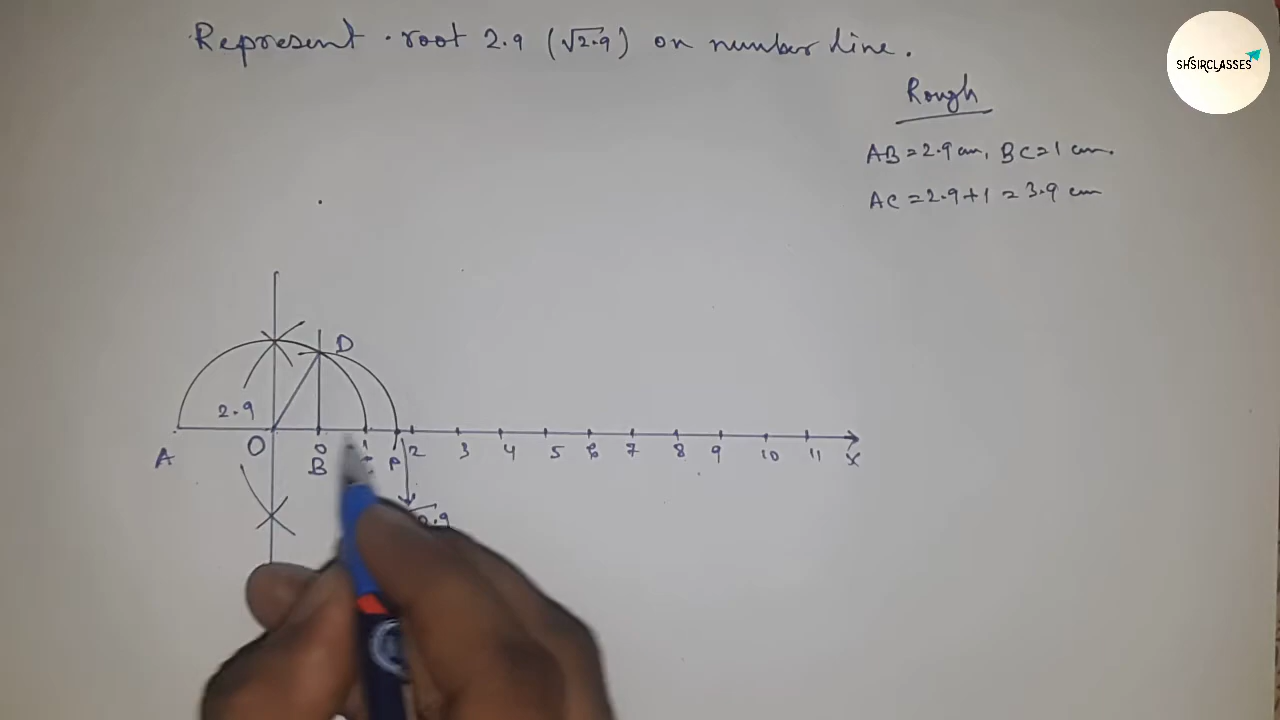 Represent root 2.9 (√2.9) on number line.
SHSIRCLASSES
Rough
AB = 2.9 cm, BC = 1 cm.
AC = 2.9 + 1 = 3.9 cm
D
2.9
A O 0 1 P 2 3 4 5 6 7 8 9 10 11 X
B